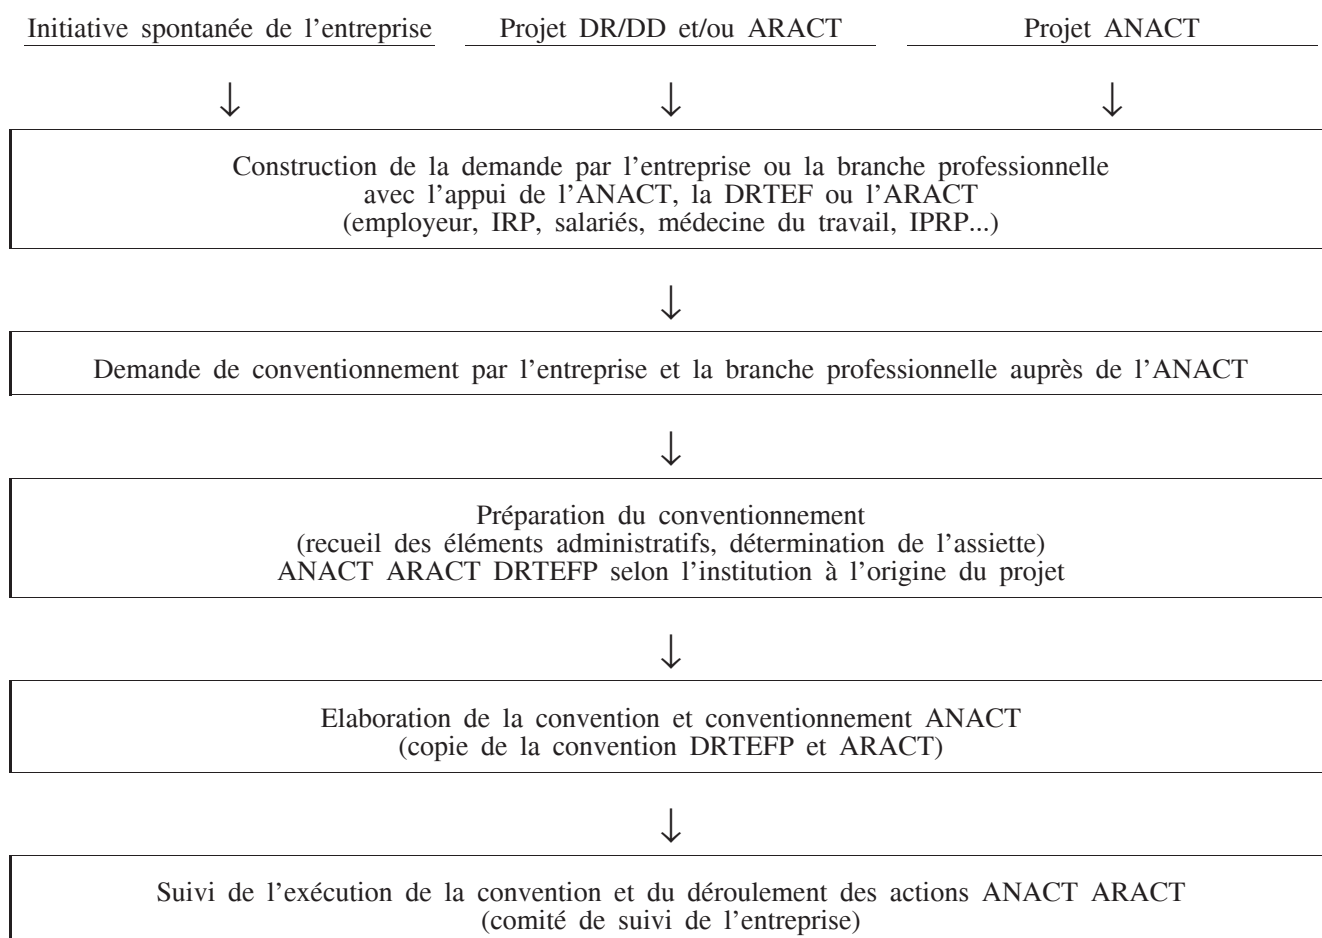 Initiative spontanée de l'entreprise
Projet DR/DD et/ou ARACT
Projet ANACT
Construction de la demande par l'entreprise ou la branche professionnelle
avec l'appui de l'ANACT, la DRTEF ou l'ARACT
(employeur, IRP, salariés, médecine du travail, IPRP...)
Demande de conventionnement par l'entreprise et la branche professionnelle auprès de l'ANACT
Préparation du conventionnement
(recueil des éléments administratifs, détermination de l'assiette)
ANACT ARACT DRTEFP selon l'institution à l'origine du projet
Elaboration de la convention et conventionnement ANACT
(copie de la convention DRTEFP et ARACT)
Suivi de l'exécution de la convention et du déroulement des actions ANACT ARACT
(comité de suivi de l'entreprise)